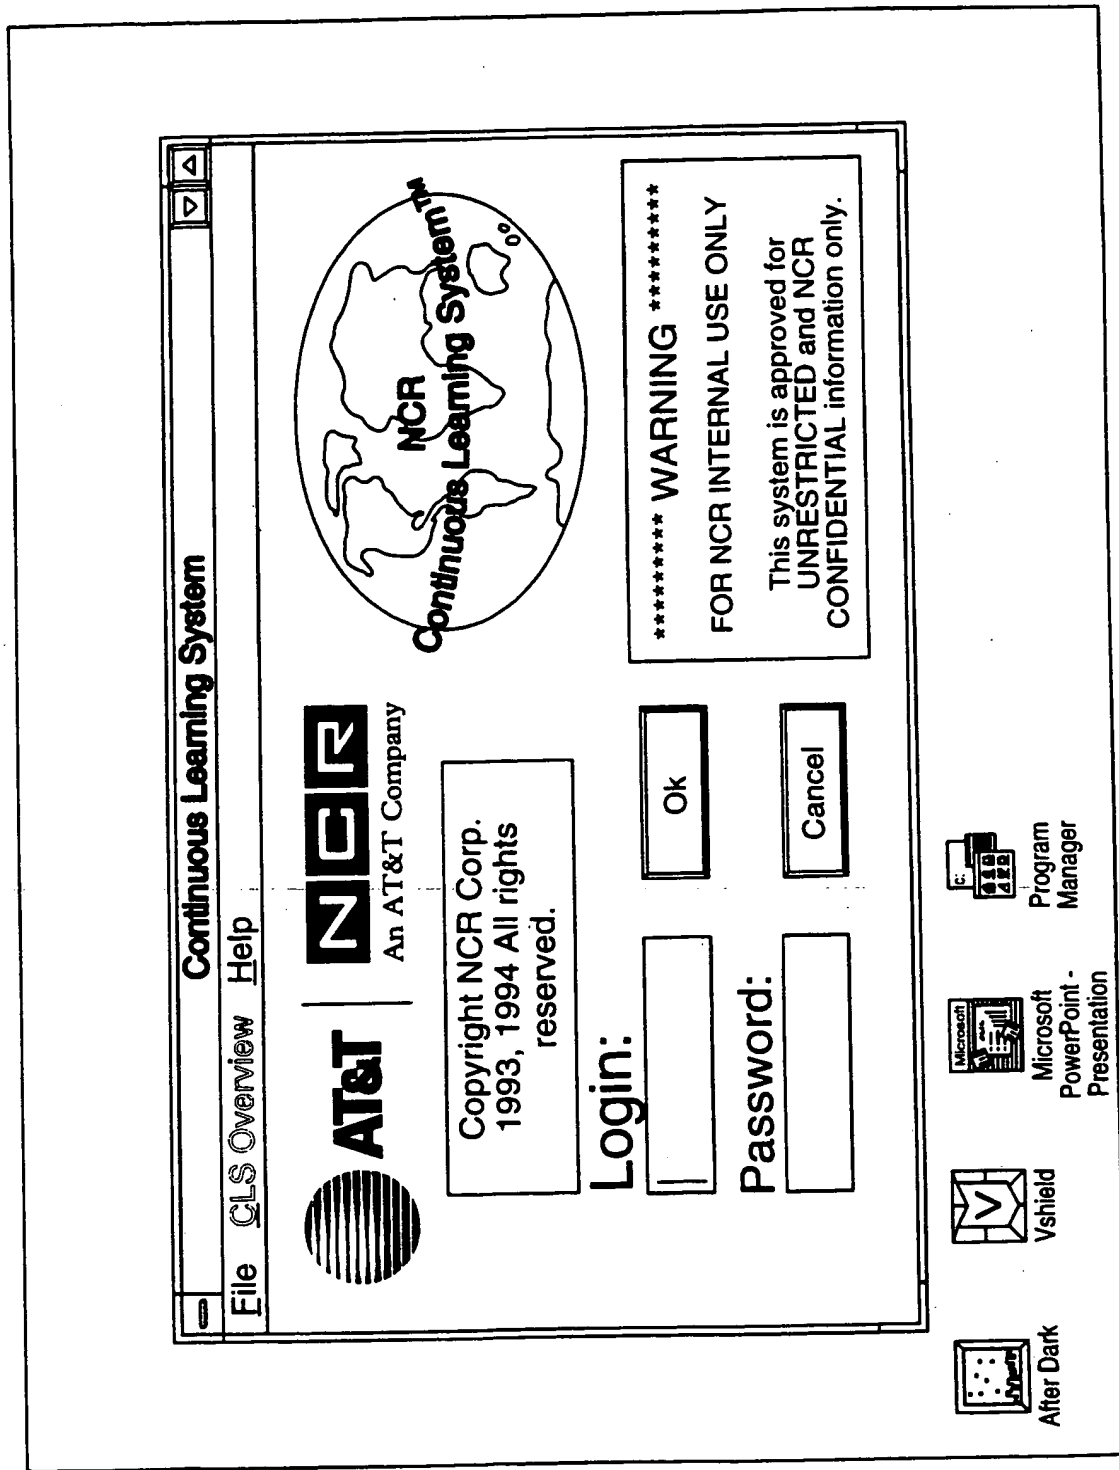 Continuous Learning System
File CLS Overview Help
AT&T
NCR
An AT&T Company
NCR
Continuous Learning System™
Copyright NCR Corp.
1993, 1994 All rights
reserved.
********* WARNING *********
FOR NCR INTERNAL USE ONLY
This system is approved for
UNRESTRICTED and NCR
CONFIDENTIAL information only.
Login:
Ok
Password:
Cancel
After Dark
Vshield
Microsoft
Microsoft
PowerPoint -
Presentation
c:
Program
Manager